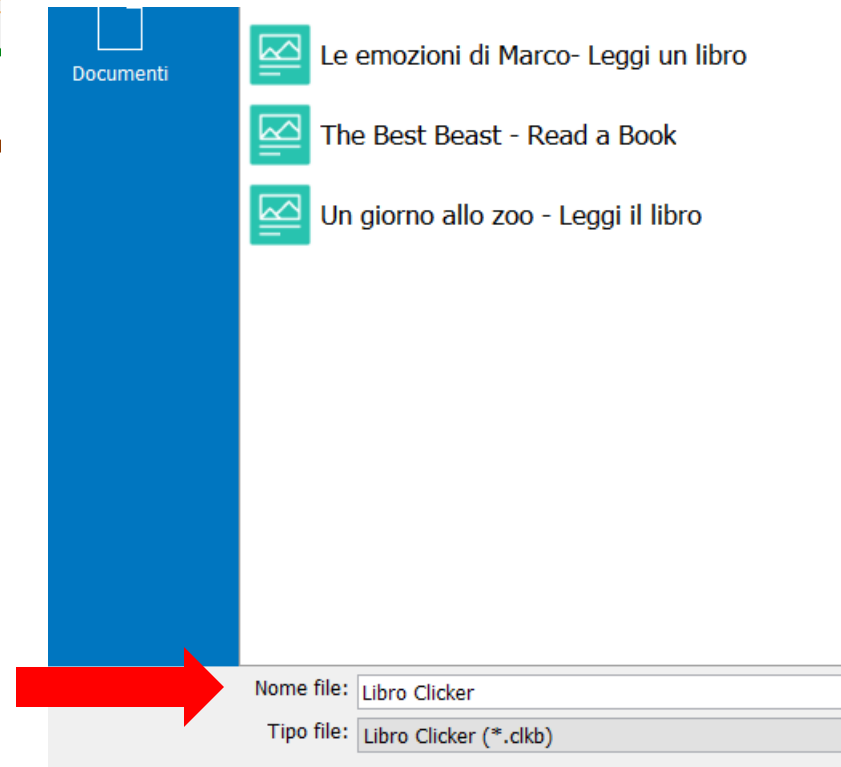 Documenti
Le emozioni di Marco- Leggi un libro
The Best Beast - Read a Book
Un giorno allo zoo - Leggi il libro
Nome file: Libro Clicker
Tipo file: Libro Clicker (*.clkb)